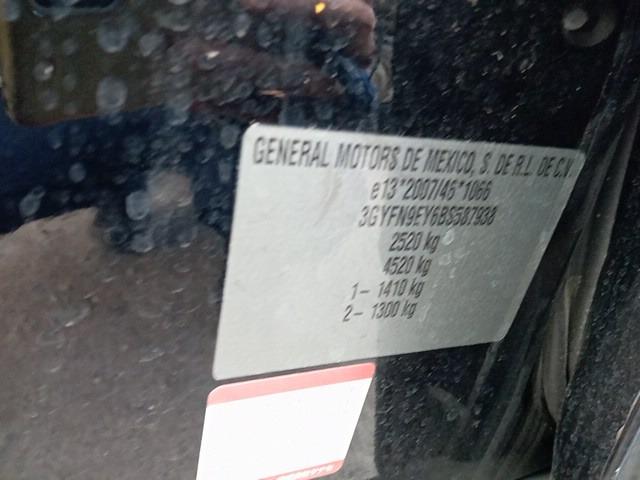 GENERAL MOTORS DE MEXICO, S. DE R.L. DE C.V.
e13*2007/46*1066
3GYFN9EY6BS587938
2520 kg
4520 kg
1– 1410 kg
2– 1300 kg